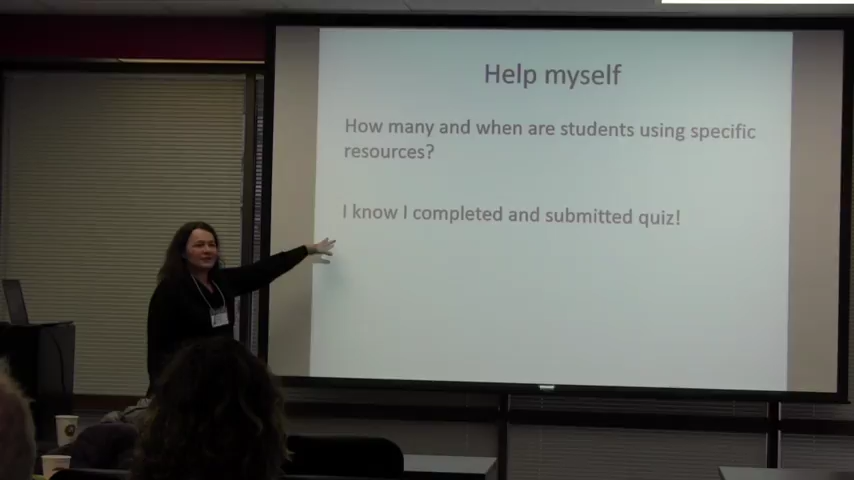 Help myself
How many and when are students using specific
resources?
I know I completed and submitted quiz!